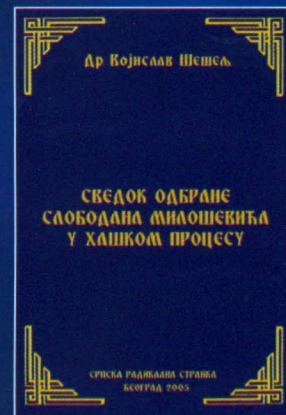 Др Војислав Шешељ
СВЕДОК ОДБРАНЕ
СЛОБОДАНА МИЛОШЕВИЋА
У ХАШКОМ ПРОЦЕСУ
СРПСКА РАДИКАЛНА СТРАНКА
БЕОГРАД 2005.